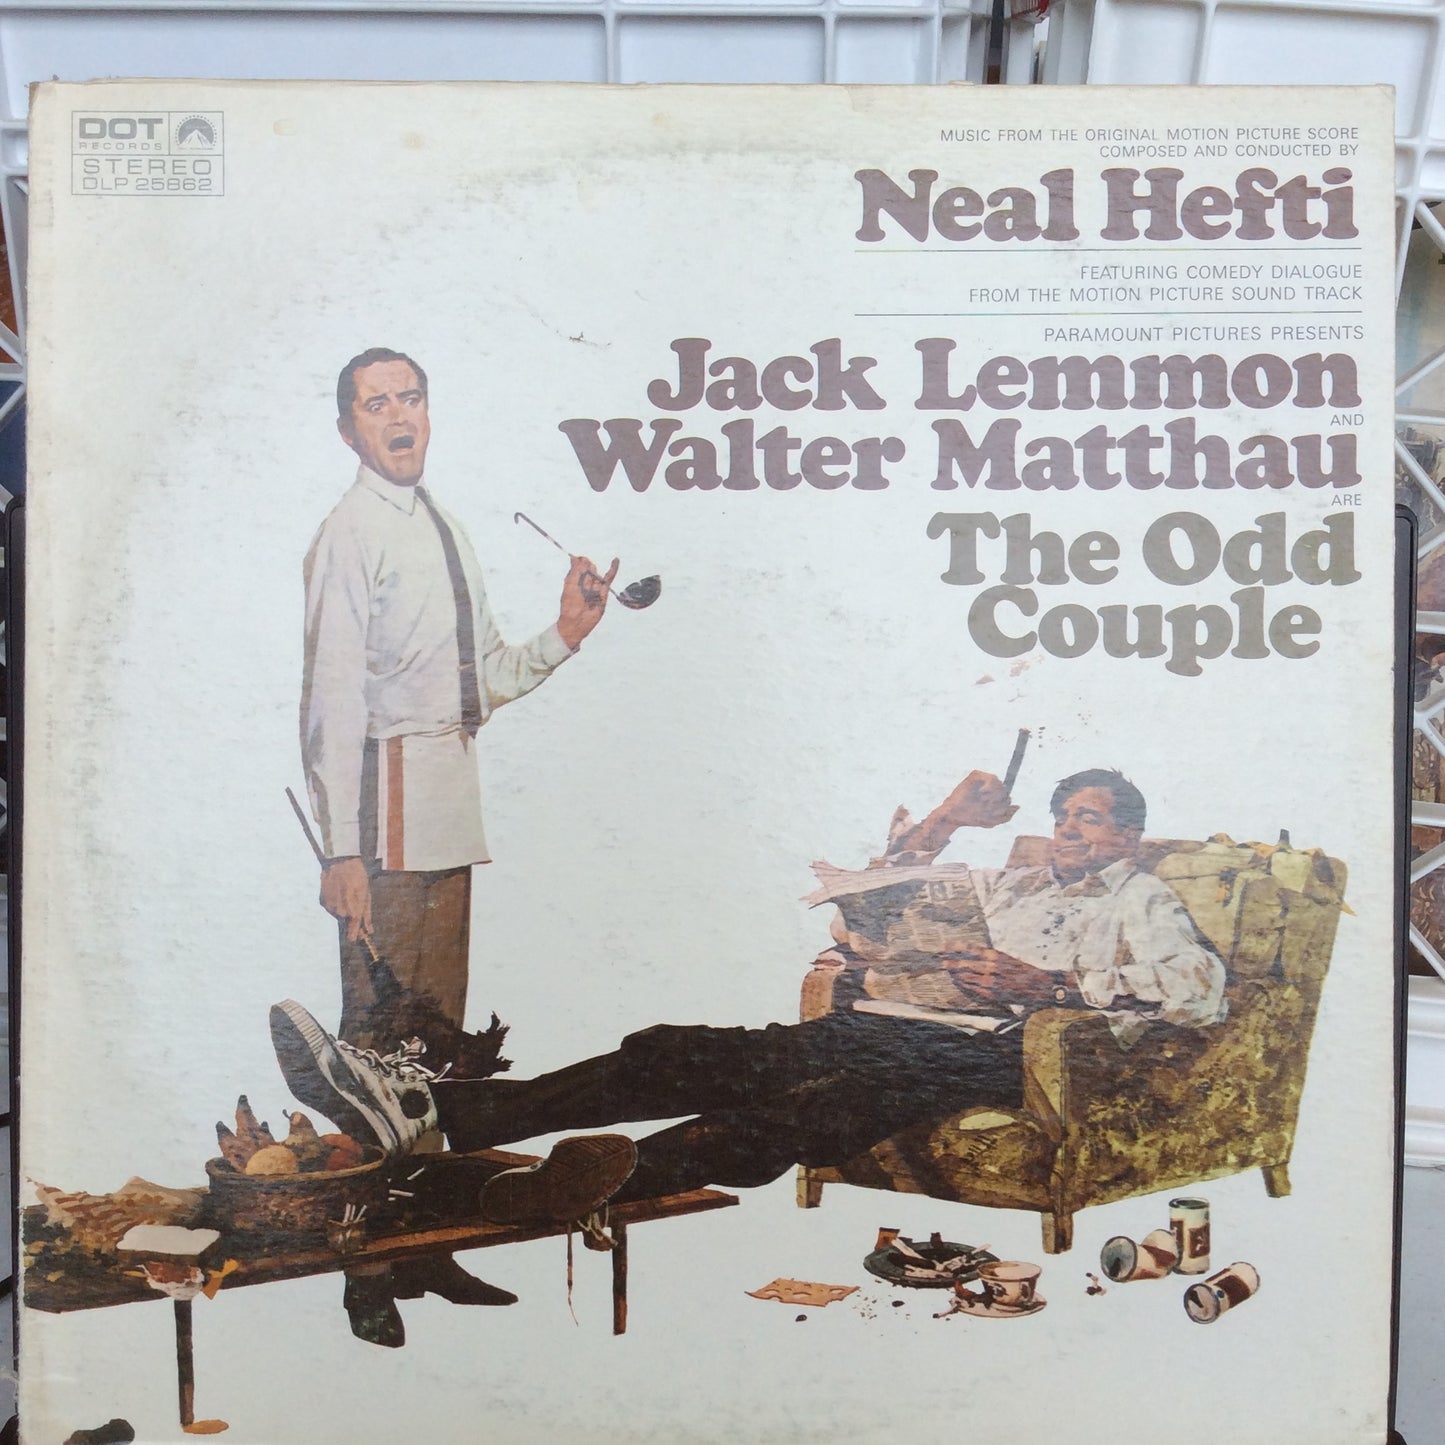 DOT
RECORDS
STEREO
DLP 25862
MUSIC FROM THE ORIGINAL MOTION PICTURE SCORE
COMPOSED AND CONDUCTED BY
Neal Hefti
FEATURING COMEDY DIALOGUE
FROM THE MOTION PICTURE SOUND TRACK
PARAMOUNT PICTURES PRESENTS
Jack Lemmon
AND
Walter Matthau
ARE
The Odd
Couple